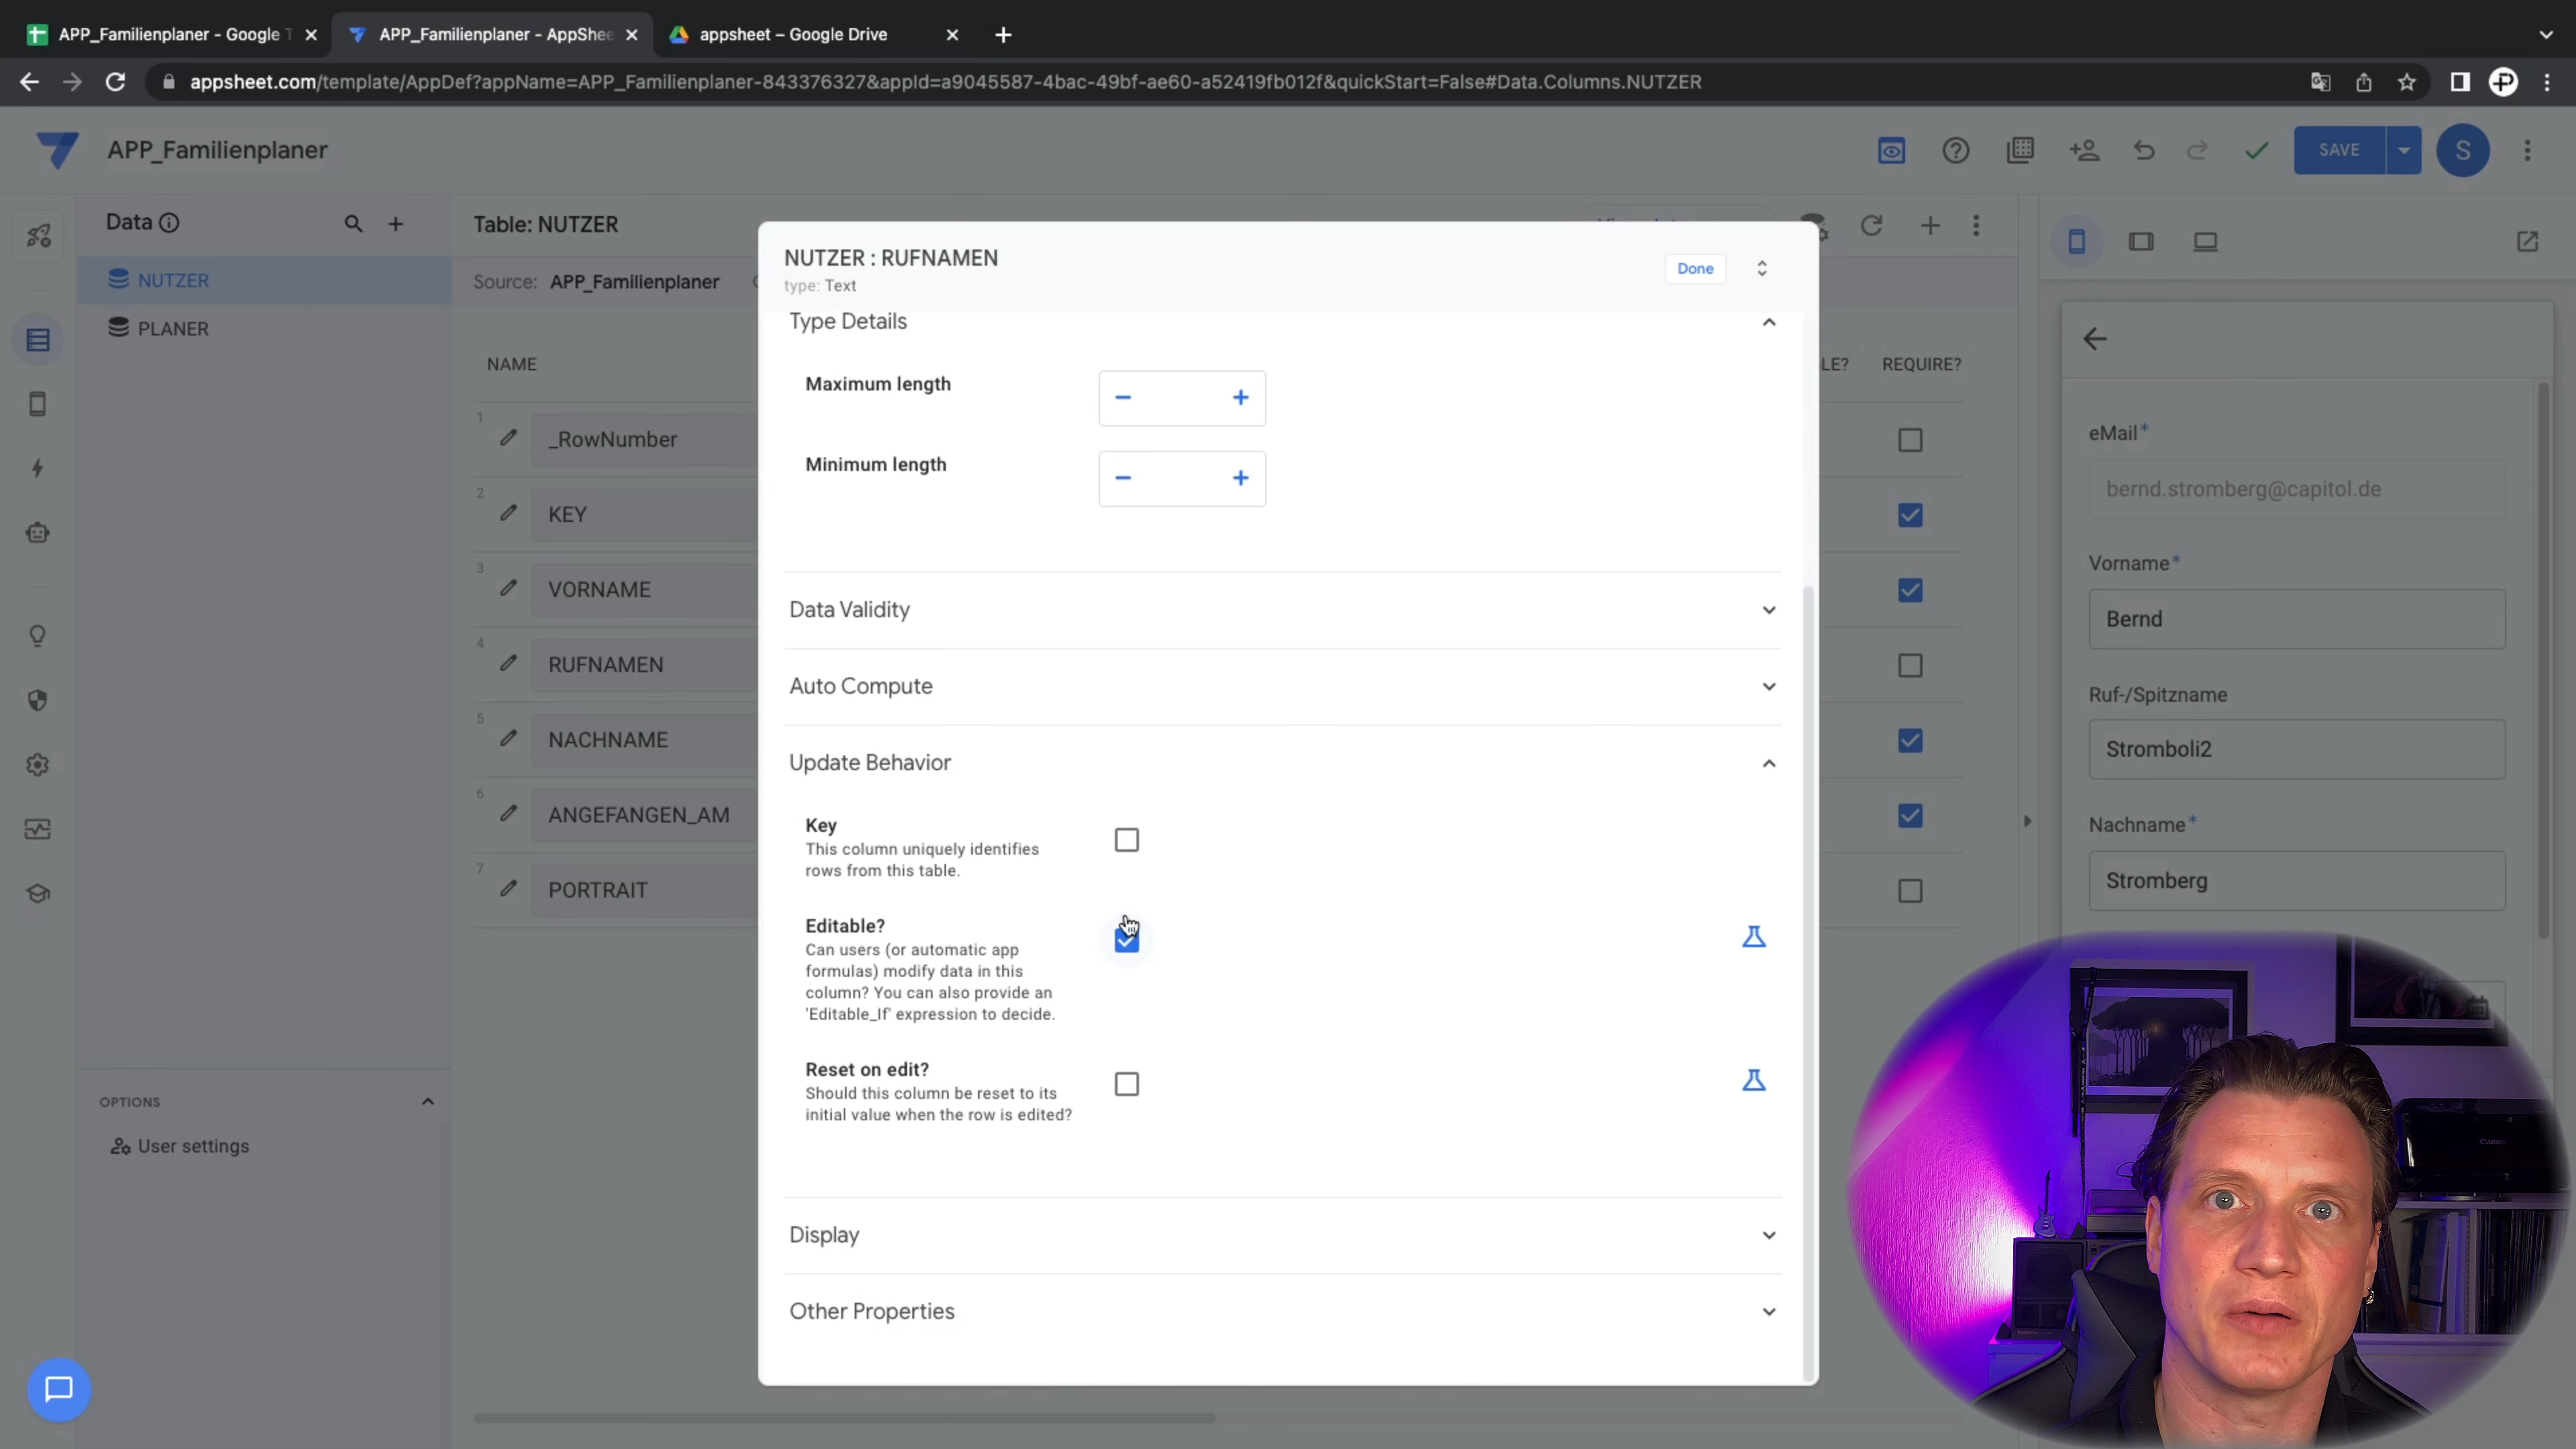 APP_Familienplaner - Google T
APP_Familienplaner - AppShee
appsheet – Google Drive
appsheet.com/template/AppDef?appName=APP_Familienplaner-843376327&appId=a9045587-4bac-49bf-ae60-a52419fb012f&quickStart=False#Data.Columns.NUTZER
APP_Familienplaner
SAVE
S
Data
NUTZER
PLANER
OPTIONS
User settings
Table: NUTZER
Source: APP_Familienplaner
NAME
LE?
REQUIRE?
1 _RowNumber
2 KEY
3 VORNAME
4 RUFNAMEN
5 NACHNAME
6 ANGEFANGEN_AM
7 PORTRAIT
NUTZER : RUFNAMEN
type: Text
Done
Type Details
Maximum length
Minimum length
Data Validity
Auto Compute
Update Behavior
Key
This column uniquely identifies
rows from this table.
Editable?
Can users (or automatic app
formulas) modify data in this
column? You can also provide an
'Editable_If' expression to decide.
Reset on edit?
Should this column be reset to its
initial value when the row is edited?
Display
Other Properties
eMail*
bernd.stromberg@capitol.de
Vorname*
Bernd
Ruf-/Spitzname
Stromboli2
Nachname*
Stromberg
Canon